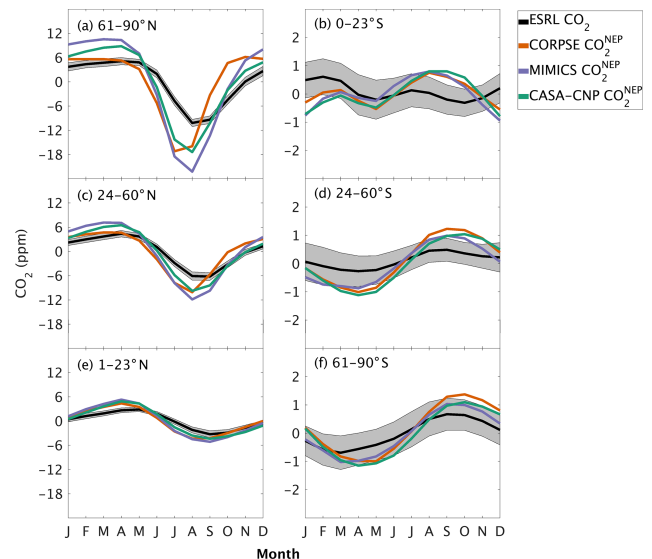 (a) 61–90°N
12
6
0
-6
-12
-18
(b) 0–23°S
2
1
0
-1
-2
ESRL CO2
CORPSE CO2NEP
MIMICS CO2NEP
CASA–CNP CO2NEP
(c) 24–60°N
12
6
0
-6
-12
-18
CO2 (ppm)
(d) 24–60°S
2
1
0
-1
-2
(e) 1–23°N
12
6
0
-6
-12
-18
J F M A M J J A S O N D
(f) 61–90°S
2
1
0
-1
-2
J F M A M J J A S O N D
Month